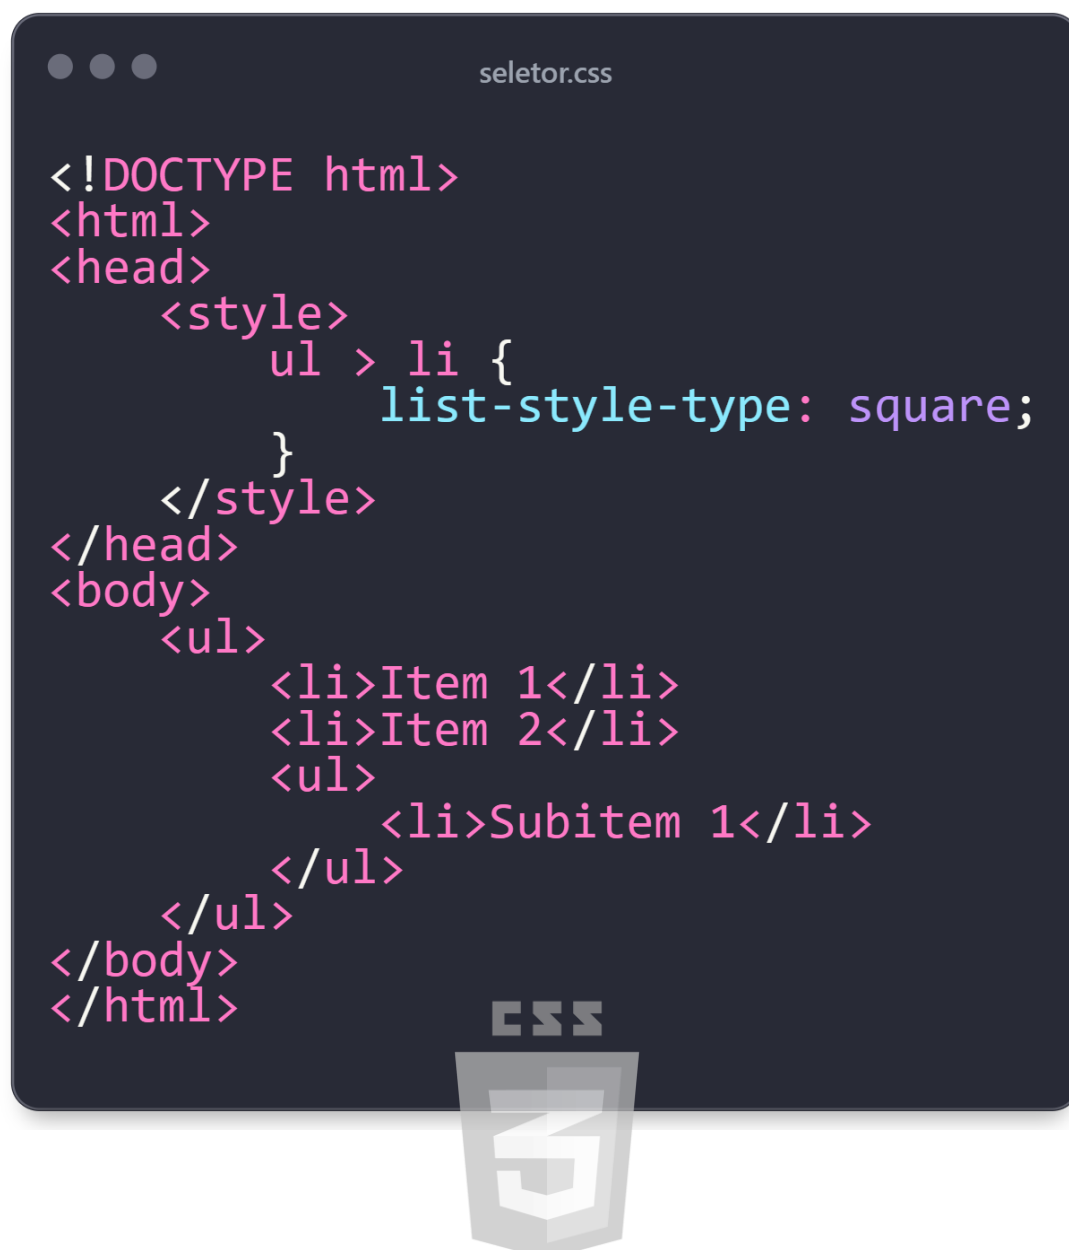 seletor.css
<!DOCTYPE html>
<html>
<head>
    <style>
        ul > li {
            list-style-type: square;
        }
    </style>
</head>
<body>
    <ul>
        <li>Item 1</li>
        <li>Item 2</li>
        <ul>
            <li>Subitem 1</li>
        </ul>
    </ul>
</body>
</html>
CSS
3